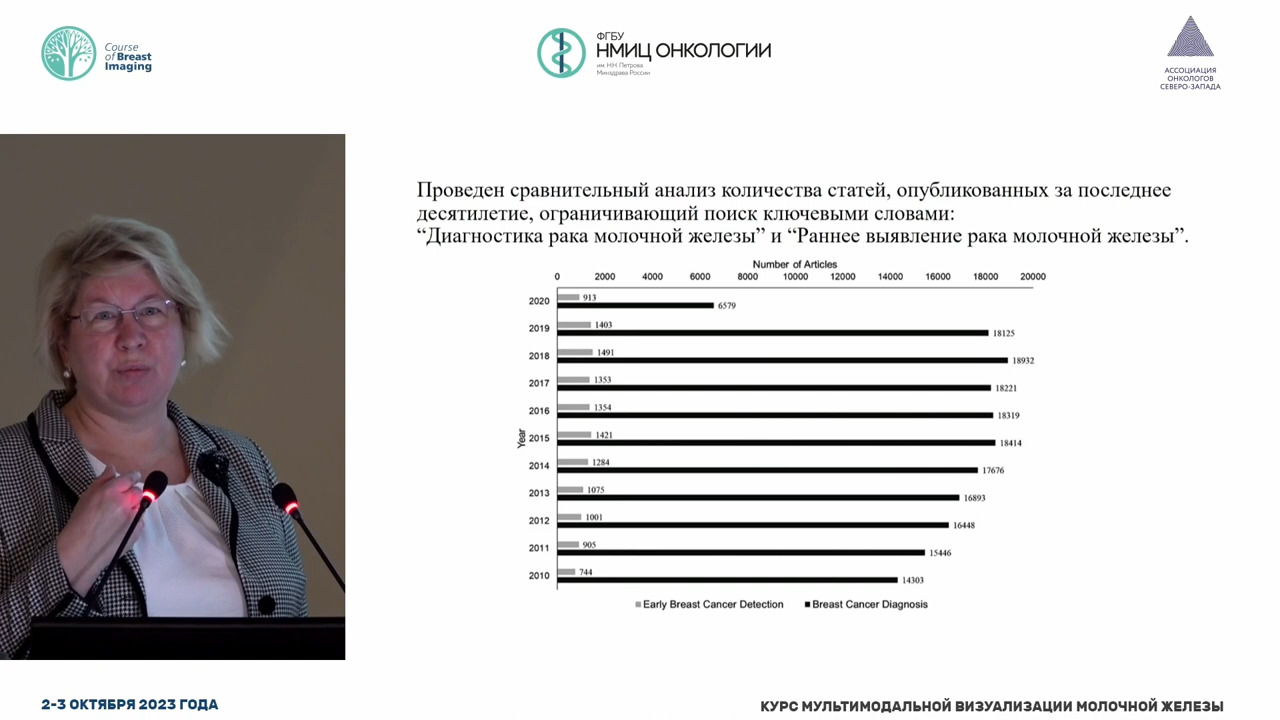 Course
of Breast
Imaging
ФГБУ
НМИЦ ОНКОЛОГИИ
им. Н.Н. Петрова
Минздрава России
АССОЦИАЦИЯ
ОНКОЛОГОВ
СЕВЕРО-ЗАПАДА
Проведен сравнительный анализ количества статей, опубликованных за последнее
десятилетие, ограничивающий поиск ключевыми словами:
“Диагностика рака молочной железы” и “Раннее выявление рака молочной железы”.
Number of Articles
0 2000 4000 6000 8000 10000 12000 14000 16000 18000 20000
Year
2020 913 6579
2019 1403 18125
2018 1491 18932
2017 1353 18221
2016 1354 18319
2015 1421 18414
2014 1284 17676
2013 1075 16893
2012 1001 16448
2011 905 15446
2010 744 14303
Early Breast Cancer Detection Breast Cancer Diagnosis
2-3 ОКТЯБРЯ 2023 ГОДА
КУРС МУЛЬТИМОДАЛЬНОЙ ВИЗУАЛИЗАЦИИ МОЛОЧНОЙ ЖЕЛЕЗЫ